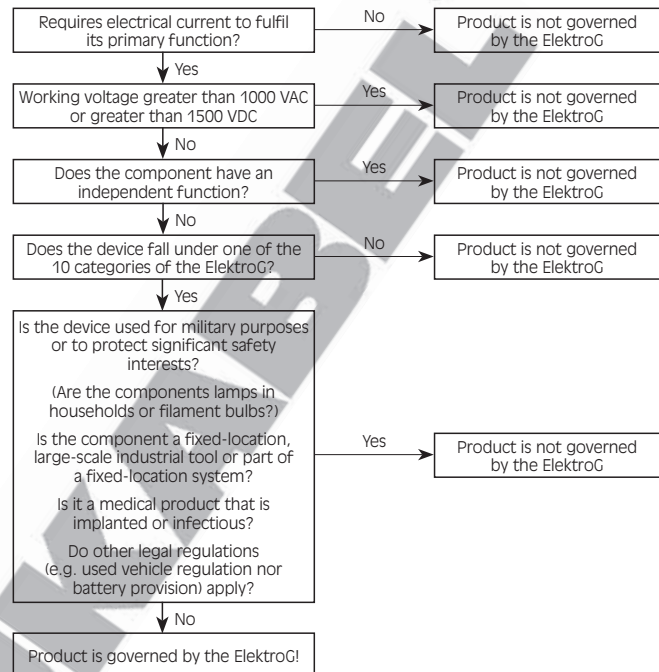 Requires electrical current to fulfil
its primary function?
No
Product is not governed
by the ElektroG
Yes
Working voltage greater than 1000 VAC
or greater than 1500 VDC
Yes
Product is not governed
by the ElektroG
No
Does the component have an
independent function?
Yes
Product is not governed
by the ElektroG
No
Does the device fall under one of the
10 categories of the ElektroG?
No
Product is not governed
by the ElektroG
Yes
Is the device used for military purposes
or to protect significant safety
interests?
(Are the components lamps in
households or filament bulbs?)
Is the component a fixed-location,
large-scale industrial tool or part of
a fixed-location system?
Is it a medical product that is
implanted or infectious?
Do other legal regulations
(e.g. used vehicle regulation nor
battery provision) apply?
Yes
Product is not governed
by the ElektroG
No
Product is governed by the ElektroG!
KABEL